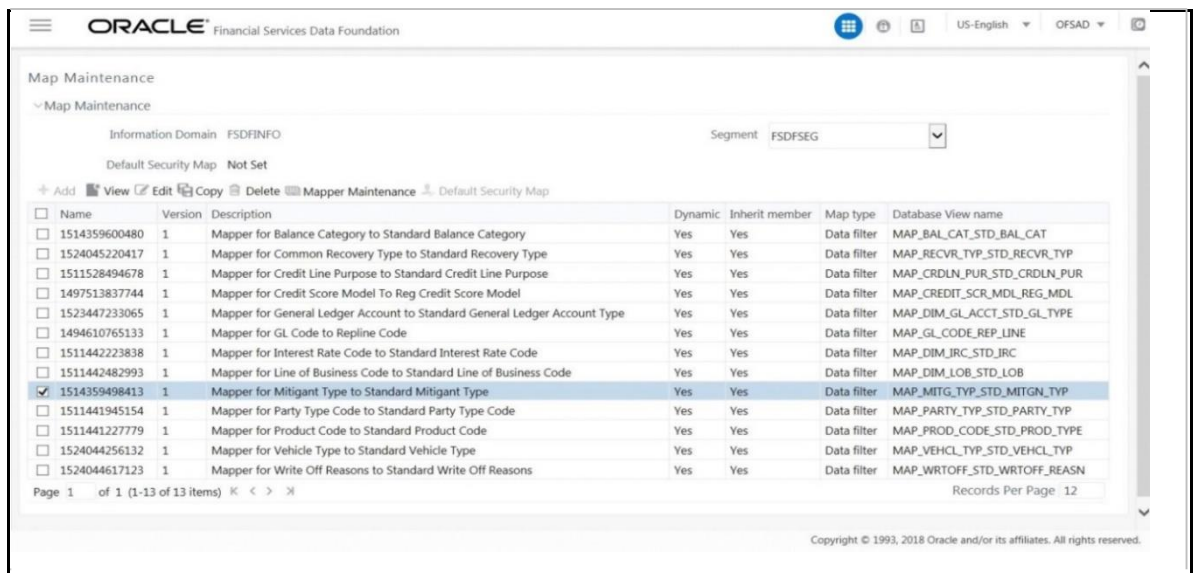 ORACLE® Financial Services Data Foundation US-English OFSAD
Map Maintenance
Map Maintenance
Information Domain FSDFINFO Segment FSDFSEG
Default Security Map Not Set
Add View Edit Copy Delete Mapper Maintenance Default Security Map
Name Version Description Dynamic Inherit member Map type Database View name
1514359600480 1 Mapper for Balance Category to Standard Balance Category Yes Yes Data filter MAP_BAL_CAT_STD_BAL_CAT
1524045220417 1 Mapper for Common Recovery Type to Standard Recovery Type Yes Yes Data filter MAP_RECVR_TYP_STD_RECVR_TYP
1511528494678 1 Mapper for Credit Line Purpose to Standard Credit Line Purpose Yes Yes Data filter MAP_CRDLN_PUR_STD_CRDLN_PUR
1497513837744 1 Mapper for Credit Score Model To Reg Credit Score Model Yes Yes Data filter MAP_CREDIT_SCR_MDL_REG_MDL
1523447233065 1 Mapper for General Ledger Account to Standard General Ledger Account Type Yes Yes Data filter MAP_DIM_GL_ACCT_STD_GL_TYPE
1494610765133 1 Mapper for GL Code to Repline Code Yes Yes Data filter MAP_GL_CODE_REP_LINE
1511442223838 1 Mapper for Interest Rate Code to Standard Interest Rate Code Yes Yes Data filter MAP_DIM_IRC_STD_IRC
1511442482993 1 Mapper for Line of Business Code to Standard Line of Business Code Yes Yes Data filter MAP_DIM_LOB_STD_LOB
1514359498413 1 Mapper for Mitigant Type to Standard Mitigant Type Yes Yes Data filter MAP_MITG_TYP_STD_MITGN_TYP
1511441945154 1 Mapper for Party Type Code to Standard Party Type Code Yes Yes Data filter MAP_PARTY_TYP_STD_PARTY_TYP
1511441227779 1 Mapper for Product Code to Standard Product Code Yes Yes Data filter MAP_PROD_CODE_STD_PROD_TYPE
1524044256132 1 Mapper for Vehicle Type to Standard Vehicle Type Yes Yes Data filter MAP_VEHCL_TYP_STD_VEHCL_TYP
1524044617123 1 Mapper for Write Off Reasons to Standard Write Off Reasons Yes Yes Data filter MAP_WRTOFF_STD_WRTOFF_REASN
Page 1 of 1 (1-13 of 13 items) Records Per Page 12
Copyright © 1993, 2018 Oracle and/or its affiliates. All rights reserved.